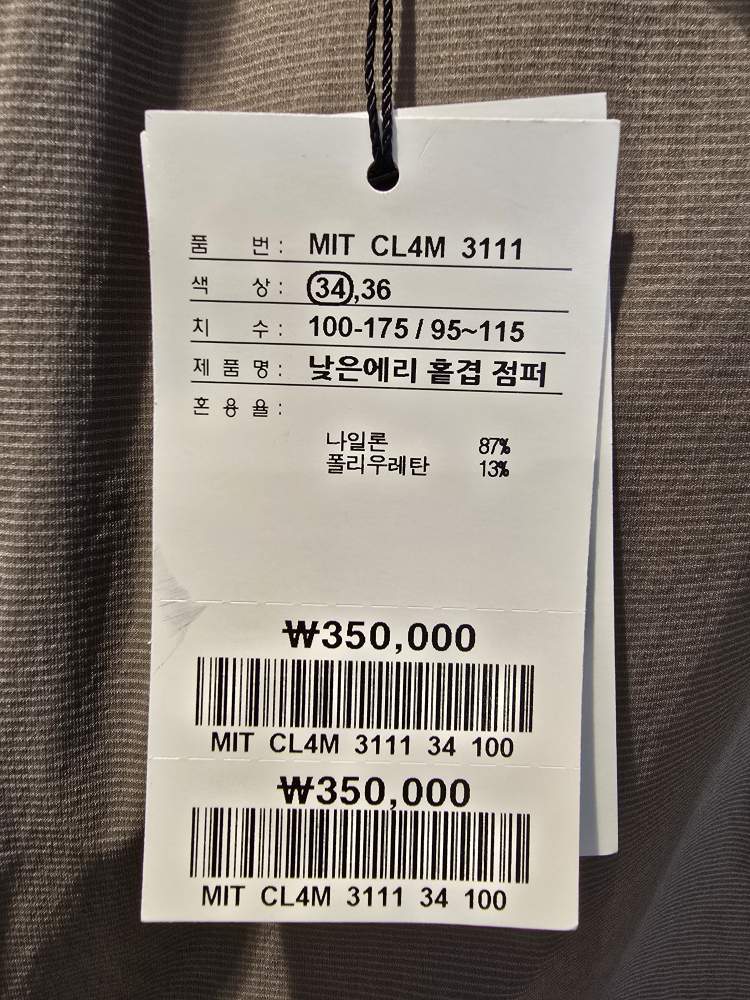 품 번 : MIT CL4M 3111
색 상 : 34,36
치 수 : 100-175 / 95~115
제 품 명 : 낮은에리 홑겹 점퍼
혼 용 율 :
나일론 87%
폴리우레탄 13%
₩350,000
MIT CL4M 3111 34 100
₩350,000
MIT CL4M 3111 34 100